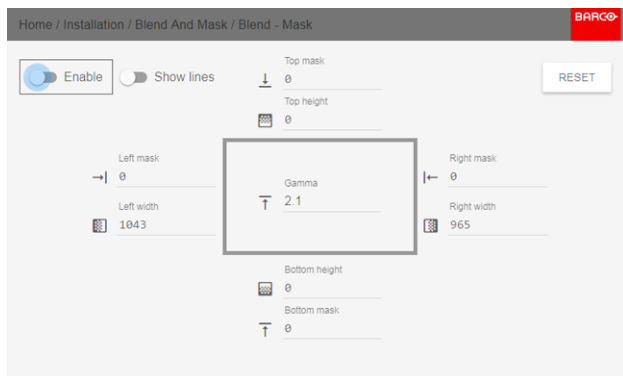 Home / Installation / Blend And Mask / Blend - Mask
BARCO
Enable
Show lines
Top mask
0
RESET
Top height
0
Left mask
0
Left width
1043
Gamma
2.1
Right mask
0
Right width
965
Bottom height
0
Bottom mask
0